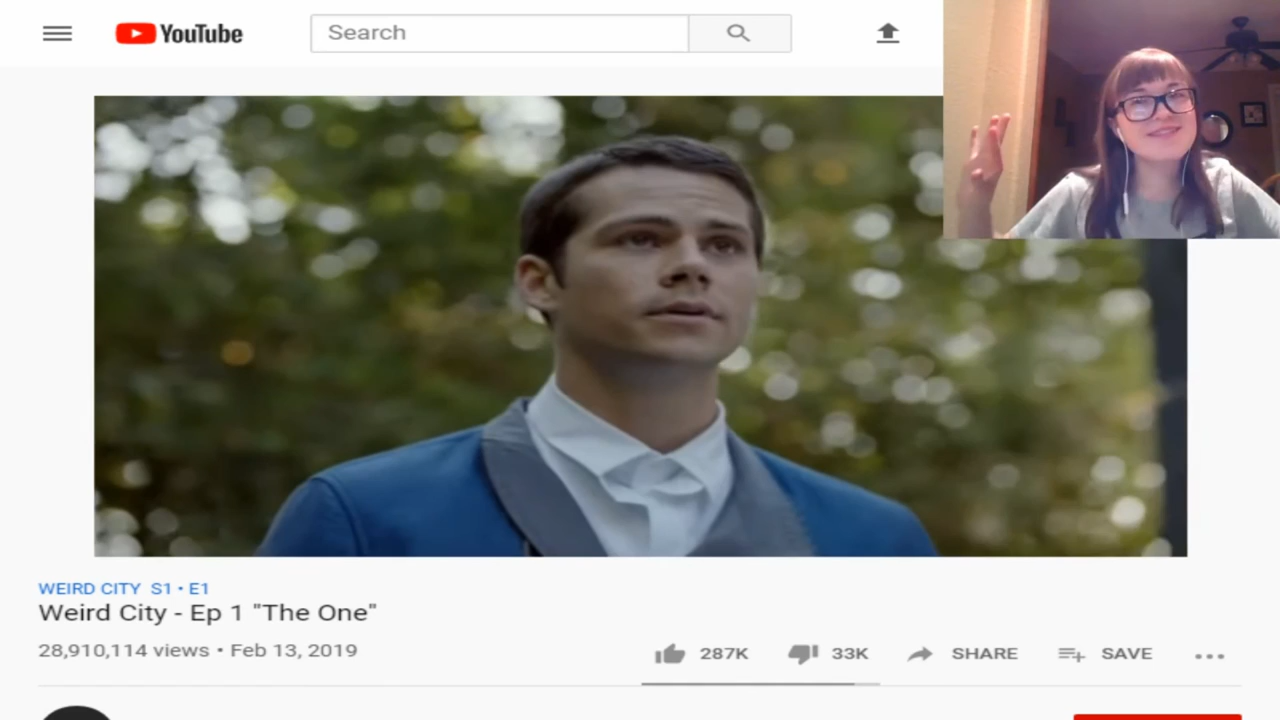 YouTube
Search
WEIRD CITY S1 • E1
Weird City - Ep 1 "The One"
28,910,114 views • Feb 13, 2019
287K
33K
SHARE
SAVE